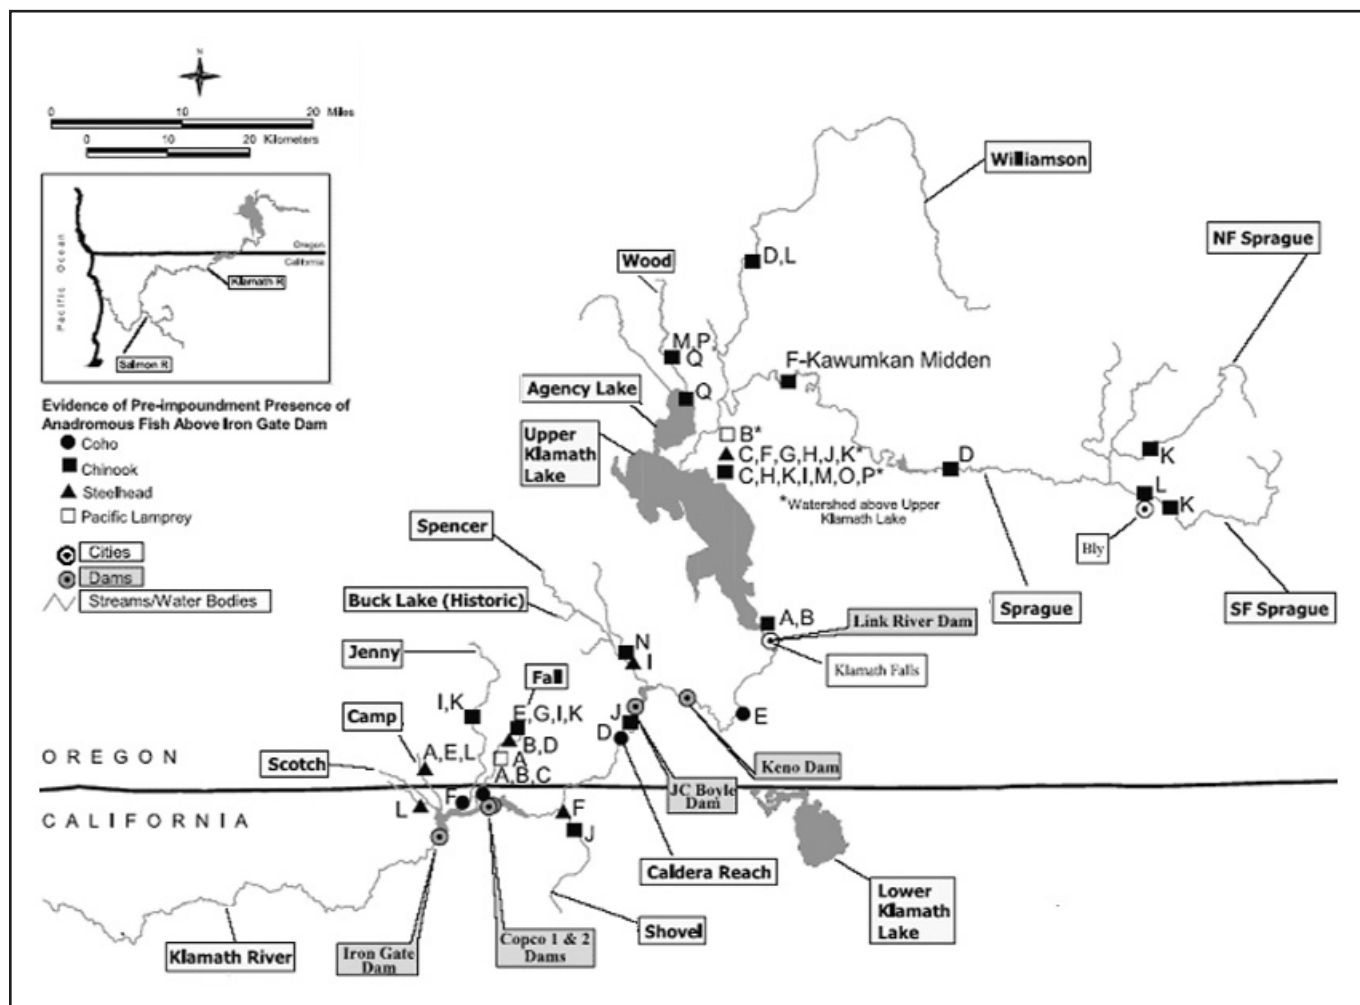 N
0 10 20 Miles
0 10 20 Kilometers
Pacific Ocean
Oregon
California
Klamath R
Salmon R
Evidence of Pre-impoundment Presence of
Anadromous Fish Above Iron Gate Dam
Coho
Chinook
Steelhead
Pacific Lamprey
Cities
Dams
Streams/Water Bodies
Williamson
NF Sprague
Wood
D,L
M,P,
Q
F-Kawumkan Midden
Agency Lake
Q
Upper
Klamath
Lake
B*
C,F,G,H,J,K*
C,H,K,I,M,O,P*
*Watershed above Upper
Klamath Lake
D
K
L
K
Bly
Spencer
Sprague
SF Sprague
Buck Lake (Historic)
A,B
Link River Dam
Klamath Falls
Jenny
N
I
Fall
I,K
E,G,I,K
Camp
J
D
E
B,D
A
A,B,C
A,E,L
Scotch
OREGON
Keno Dam
JC Boyle
Dam
L
F
F
J
CALIFORNIA
Caldera Reach
Lower
Klamath
Lake
Shovel
Klamath River
Iron Gate
Dam
Copco 1 & 2
Dams